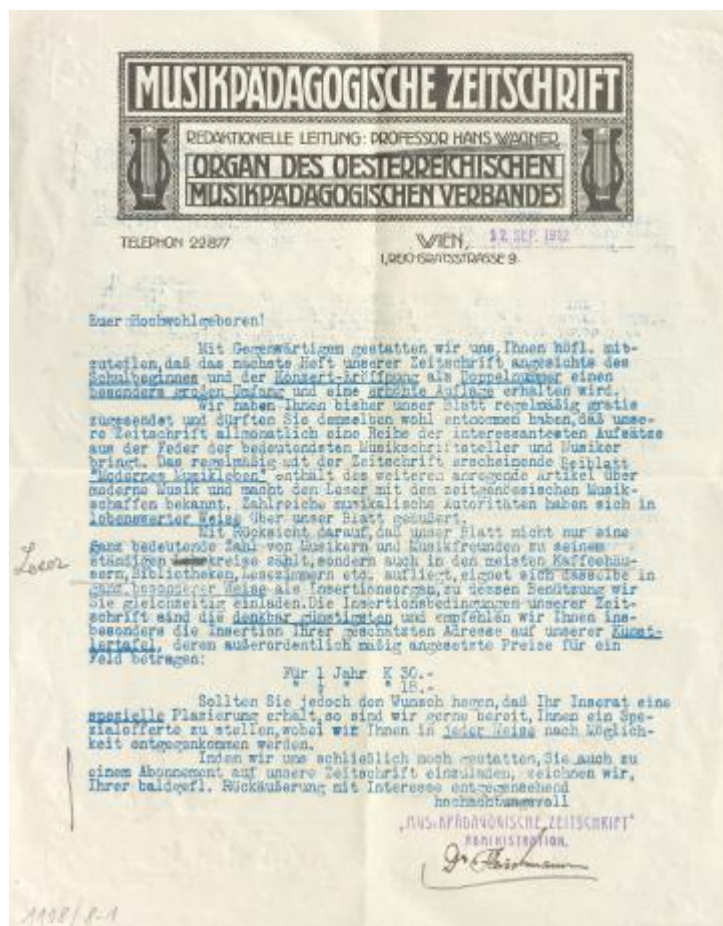 MUSIKPÄDAGOGISCHE ZEITSCHRIFT
REDAKTIONELLE LEITUNG: PROFESSOR HANS WAGNER
ORGAN DES OESTERREICHISCHEN
MUSIKPÄDAGOGISCHEN VERBANDES
TELEPHON 22877
WIEN, 12 SEP. 1912
I, REICHSRATSSTRASSE 9.
Euer Hochwohlgeboren!
Mit Gegenwärtigem gestatten wir uns Ihnen höfl. mit-
zuteilen, daß das nächste Heft unserer Zeitschrift angesichts des
Schulbeginnes und der Konzert-Eröffnung als Doppelnummer einen
besonders großen Umfang und eine erhöhte Auflage erhalten wird.
Wir haben Ihnen bisher unser Blatt regelmäßig gratis
zugesendet und dürften Sie demselben wohl entnommen haben, daß unse-
re Zeitschrift allmonatlich eine Reihe der interessantesten Aufsätze
aus der Feder der bedeutendsten Musikschriftsteller und Musiker
bringt. Das regelmäßig mit der Zeitschrift erscheinende Beiblatt
"Modernes Musikleben" enthält des weiteren anregende Artikel über
moderne Musik und macht den Leser mit dem zeitgenössischen Musik-
schaffen bekannt. Zahlreiche musikalische Autoritäten haben sich in
lobenswerter Weise über unser Blatt geäußert.
Mit Rücksicht darauf, daß unser Blatt nicht nur eine
ganz bedeutende Zahl von Musikern und Musikfreunden zu seinem
Leser
ständigen kreise zählt, sondern auch in den meisten Kaffeehäu-
sern, Bibliotheken, Lesezimmern etc. aufliegt, eignet sich dasselbe in
ganz besonderer Weise als Insertionsorgan, zu dessen Benützung wir
Sie gleichzeitig einladen. Die Insertionsbedingungen unserer Zeit-
schrift sind die denkbar günstigsten und empfehlen wir Ihnen ins-
besonders die Insertion Ihrer geschätzten Adresse auf unserer Künst-
lertafel, deren außerordentlich mäßig angesetzte Preise für ein
Feld betragen:
Für 1 Jahr K 30.-
" " " 18.-
Sollten Sie jedoch den Wunsch hegen, daß Ihr Inserat eine
spezielle Plazierung erhält, so sind wir gerne bereit, Ihnen ein Spe-
zialofferte zu stellen, wobei wir Ihnen in jeder Weise nach Möglich-
keit entgegenkommen werden.
Indem wir uns schließlich noch gestatten, Sie auch zu
einem Abonnement auf unsere Zeitschrift einzuladen, zeichnen wir,
Ihrer baldgefl. Rückäußerung mit Interesse entgegensehend
hochachtungsvoll
„MUSIKPÄDAGOGISCHE ZEITSCHRIFT"
ADMINISTRATION.
Dr
1198/8-1